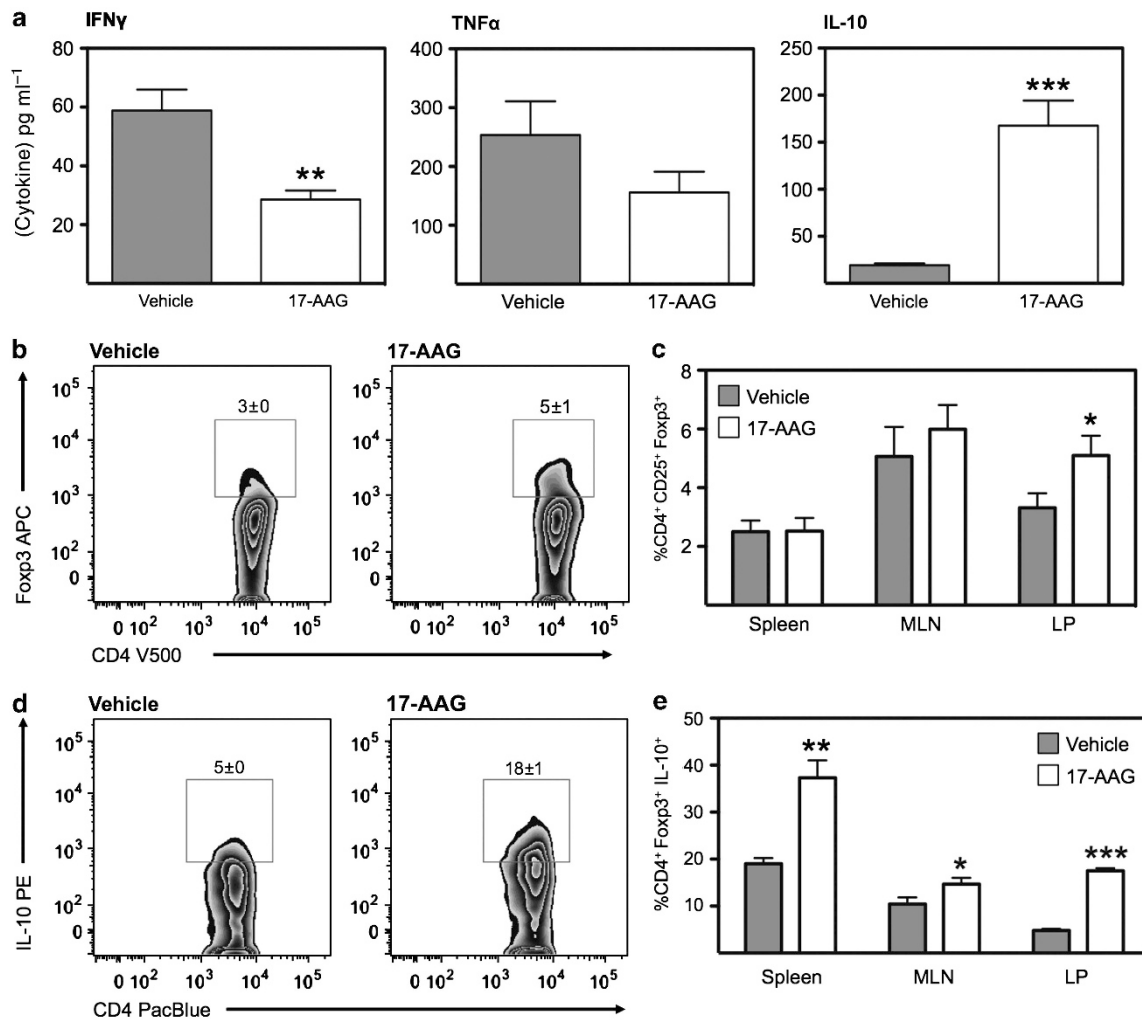 a
IFNγ
TNFα
IL-10
((Cytokine) pg ml⁻¹
80
60
40
20
Vehicle
17-AAG
**
400
300
200
100
Vehicle
17-AAG
250
200
150
100
50
Vehicle
17-AAG
***
b
Vehicle
17-AAG
Foxp3 APC
10⁵
10⁴
10³
10²
0
3±0
0 10² 10³ 10⁴ 10⁵
10⁵
10⁴
10³
10²
0
5±1
0 10² 10³ 10⁴ 10⁵
CD4 V500
c
%CD4⁺ CD25⁺ Foxp3⁺
8
6
4
2
Vehicle
17-AAG
*
Spleen
MLN
LP
d
Vehicle
17-AAG
IL-10 PE
10⁵
10⁴
10³
10²
0
5±0
0 10² 10³ 10⁴ 10⁵
10⁵
10⁴
10³
10²
0
18±1
0 10² 10³ 10⁴ 10⁵
CD4 PacBlue
e
%CD4⁺ Foxp3⁺ IL-10⁺
50
40
30
20
10
Vehicle
17-AAG
**
*
***
Spleen
MLN
LP